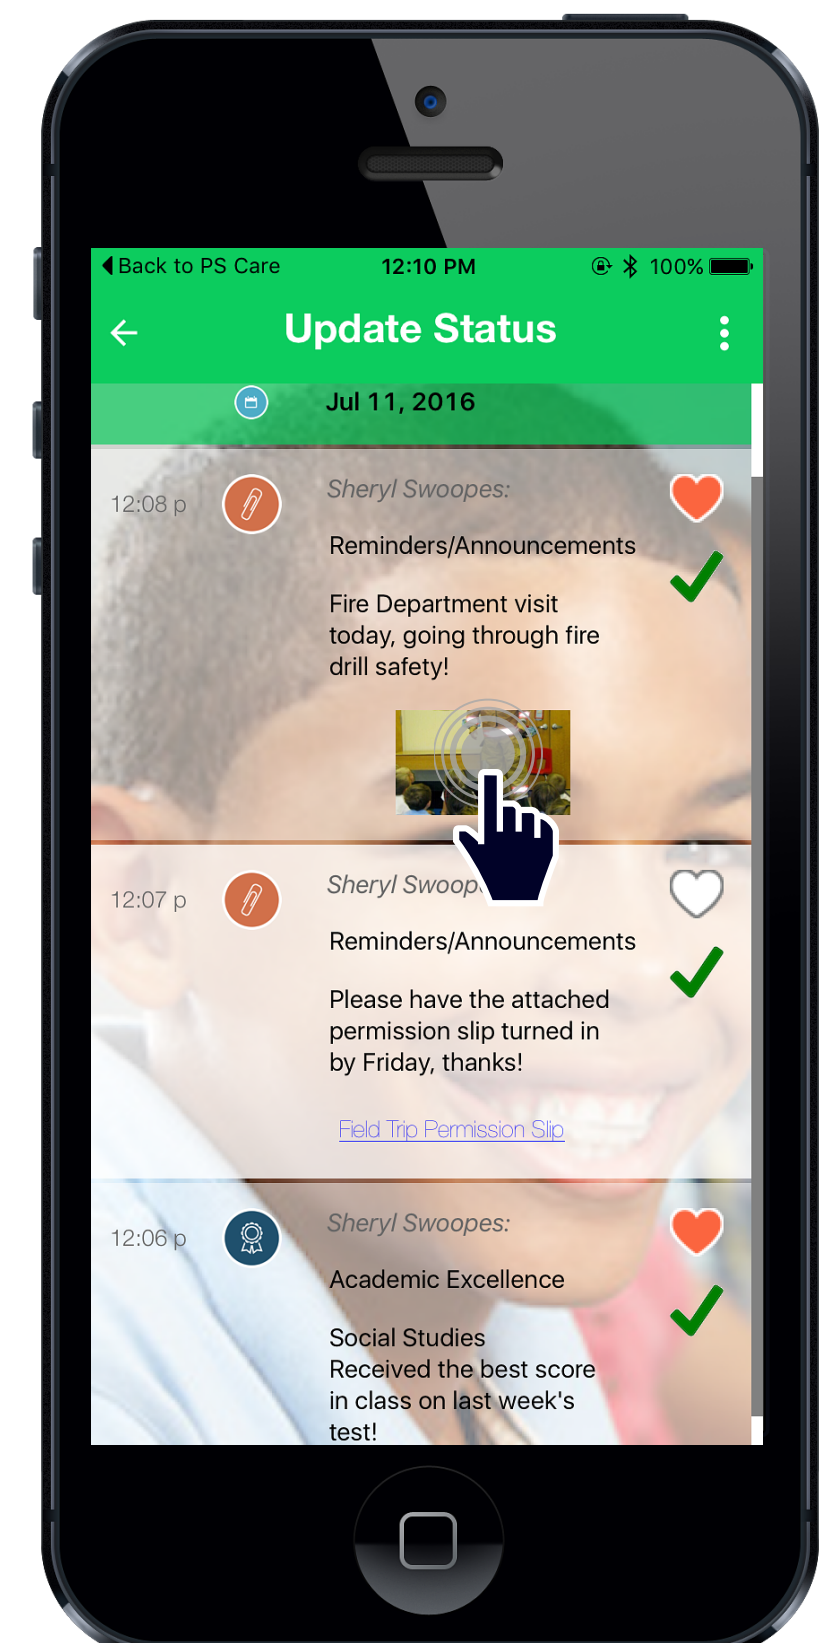 Back to PS Care 12:10 PM 100%
Update Status
Jul 11, 2016
12:08 p Sheryl Swoopes:
Reminders/Announcements
Fire Department visit
today, going through fire
drill safety!
12:07 p Sheryl Swoop
Reminders/Announcements
Please have the attached
permission slip turned in
by Friday, thanks!
Field Trip Permission Slip
12:06 p Sheryl Swoopes:
Academic Excellence
Social Studies
Received the best score
in class on last week's
test!